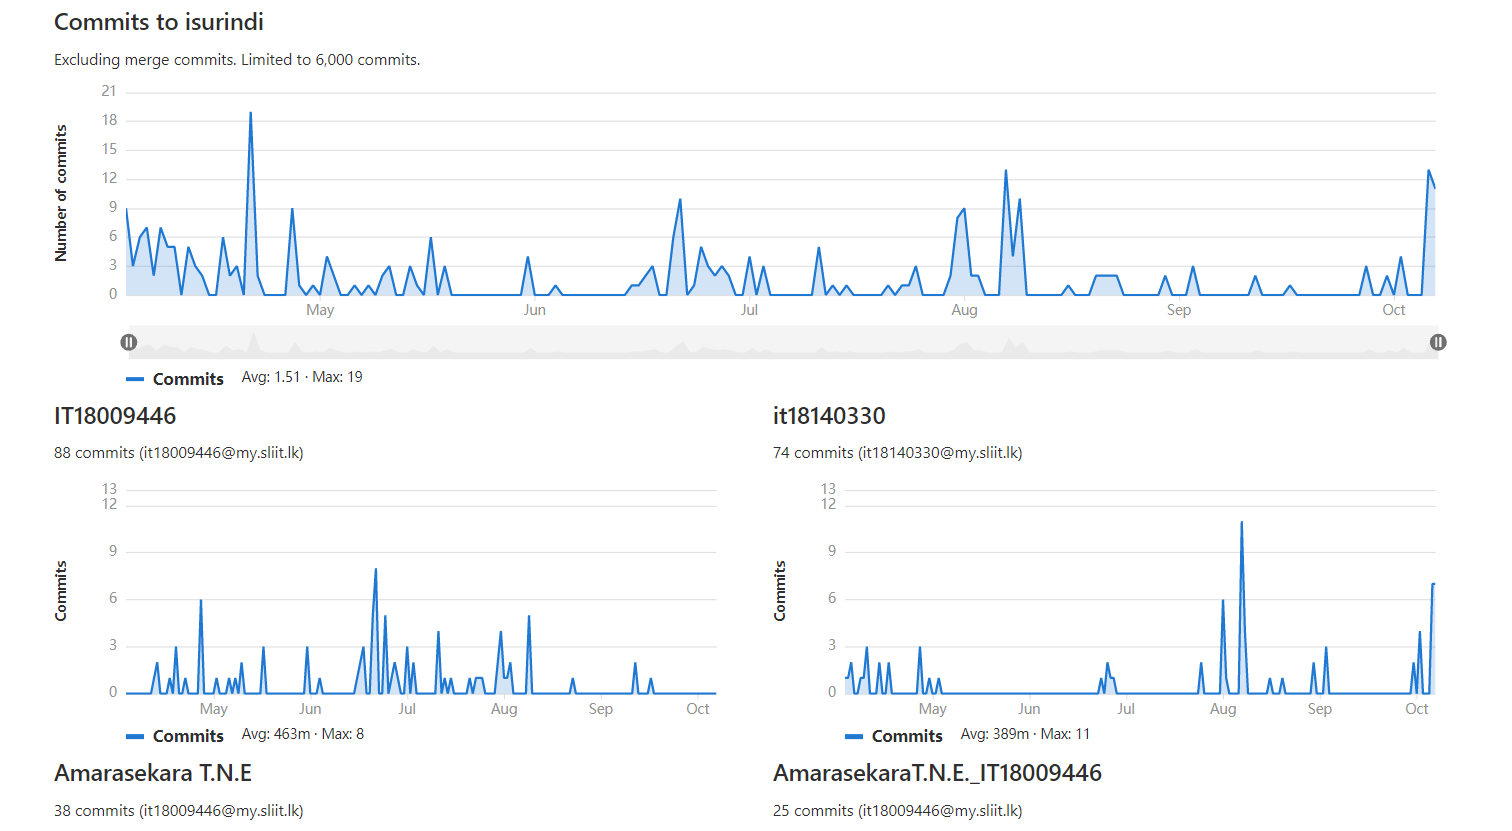 Commits to isurindi
Excluding merge commits. Limited to 6,000 commits.
Number of commits
21
18
15
12
9
6
3
0
May Jun Jul Aug Sep Oct
Commits Avg: 1.51 · Max: 19
IT18009446
88 commits (it18009446@my.sliit.lk)
Commits
13
12
9
6
3
0
May Jun Jul Aug Sep Oct
Commits Avg: 463m · Max: 8
it18140330
74 commits (it18140330@my.sliit.lk)
Commits
13
12
9
6
3
0
May Jun Jul Aug Sep Oct
Commits Avg: 389m · Max: 11
Amarasekara T.N.E
38 commits (it18009446@my.sliit.lk)
AmarasekaraT.N.E._IT18009446
25 commits (it18009446@my.sliit.lk)